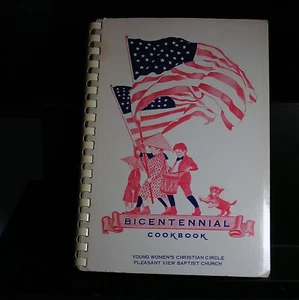 BICENTENNIAL
COOKBOOK
YOUNG WOMEN'S CHRISTIAN CIRCLE
PLEASANT VIEW BAPTIST CHURCH